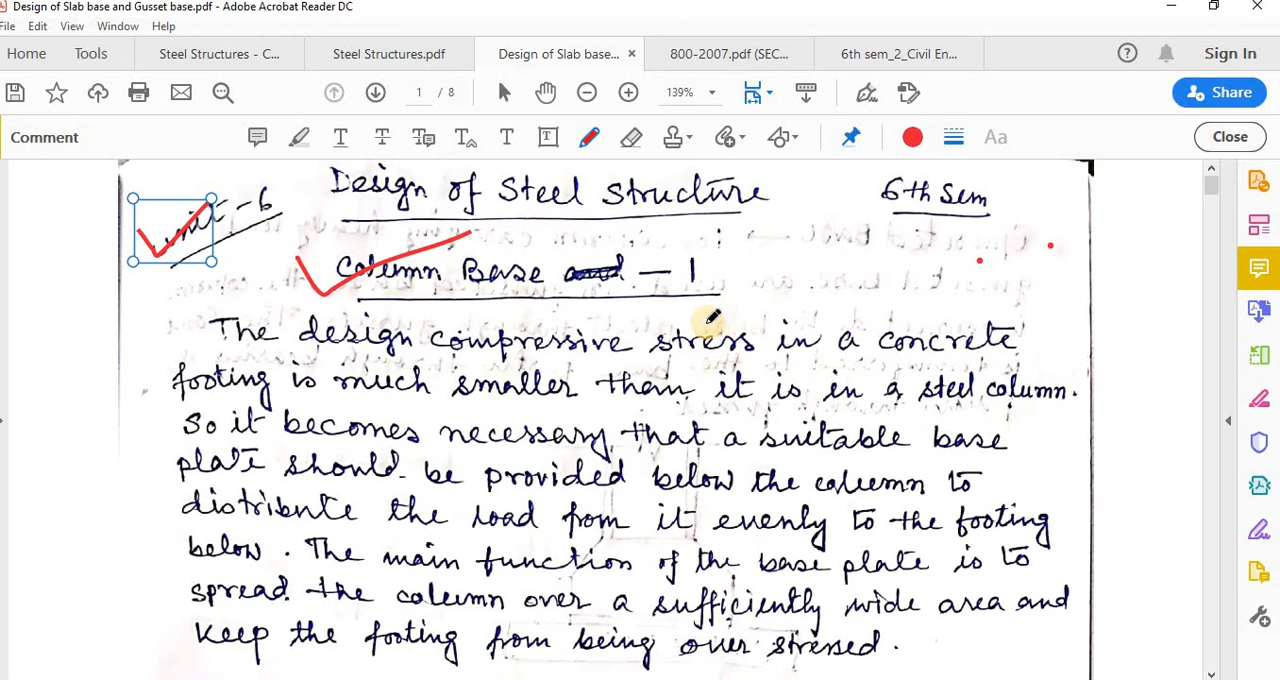 Design of Slab base and Gusset base.pdf - Adobe Acrobat Reader DC
File Edit View Window Help
Home Tools Steel Structures - C... Steel Structures.pdf Design of Slab base... × 800-2007.pdf (SEC... 6th sem_2_Civil En... Sign In
1 / 8 139% Share
Comment Aa Close
Unit - 6
Design of Steel Structure 6th Sem
Column Base - 1
The design compressive stress in a concrete
footing is much smaller than it is in a steel column.
So it becomes necessary that a suitable base
plate should be provided below the column to
distribute the load from it evenly to the footing
below. The main function of the base plate is to
spread the column over a sufficiently wide area and
keep the footing from being over stressed.